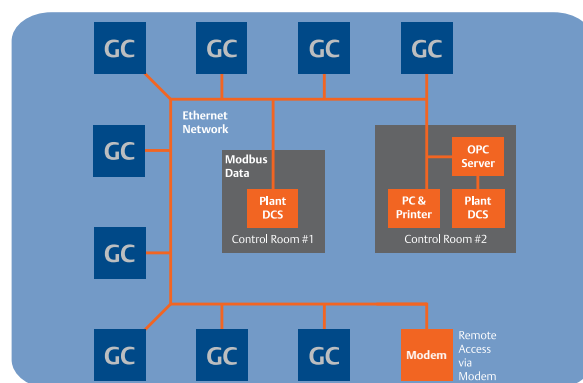 GC
GC
GC
GC
Ethernet
Network
GC
Modbus
Data
OPC
Server
Plant
DCS
PC &
Printer
Plant
DCS
Control Room #1
Control Room #2
GC
GC
GC
GC
Modem
Remote
Access
via
Modem